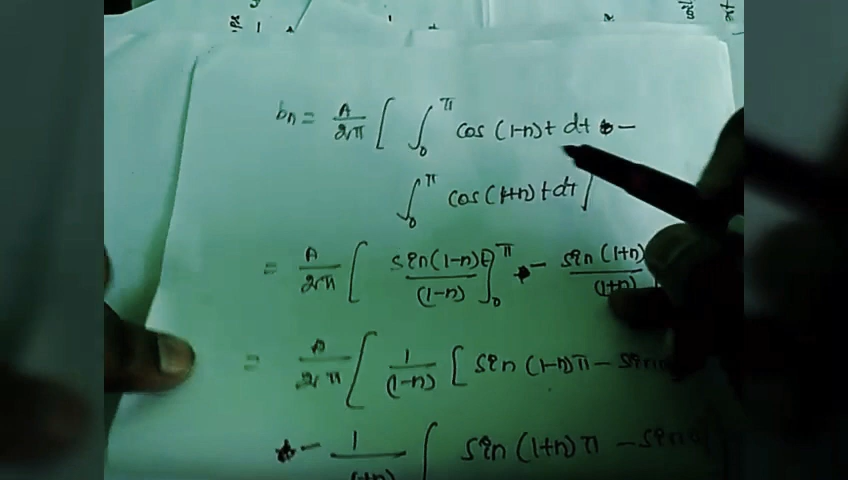 bn = A/2π [ ∫₀^π cos (1-n)t dt -
∫₀^π cos (1+n)t dt ]
= A/2π [ sin(1-n)t/(1-n) ]₀^π - sin (1+n)/(1+n)
= A/2π [ 1/(1-n) [ sin (1-n)π - sin
- 1/(1+n) [ sin (1+n)π - sin 0